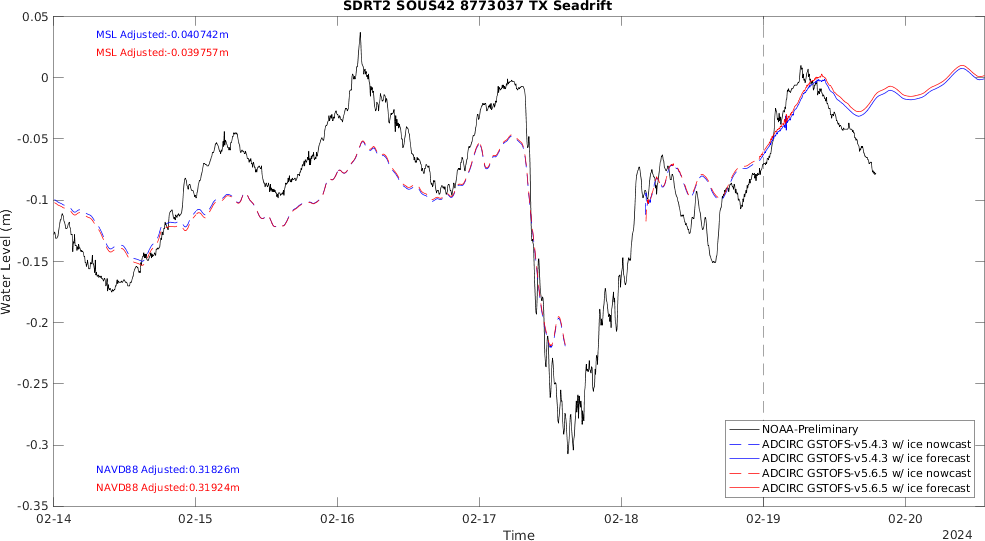 SDRT2 SOUS42 8773037 TX Seadrift
0.05
MSL Adjusted:-0.040742m
MSL Adjusted:-0.039757m
0
-0.05
-0.1
-0.15
-0.2
-0.25
-0.3
-0.35
Water Level (m)
NAVD88 Adjusted:0.31826m
NAVD88 Adjusted:0.31924m
NOAA-Preliminary
ADCIRC GSTOFS-v5.4.3 w/ ice nowcast
ADCIRC GSTOFS-v5.4.3 w/ ice forecast
ADCIRC GSTOFS-v5.6.5 w/ ice nowcast
ADCIRC GSTOFS-v5.6.5 w/ ice forecast
02-14 02-15 02-16 02-17 02-18 02-19 02-20
Time
2024